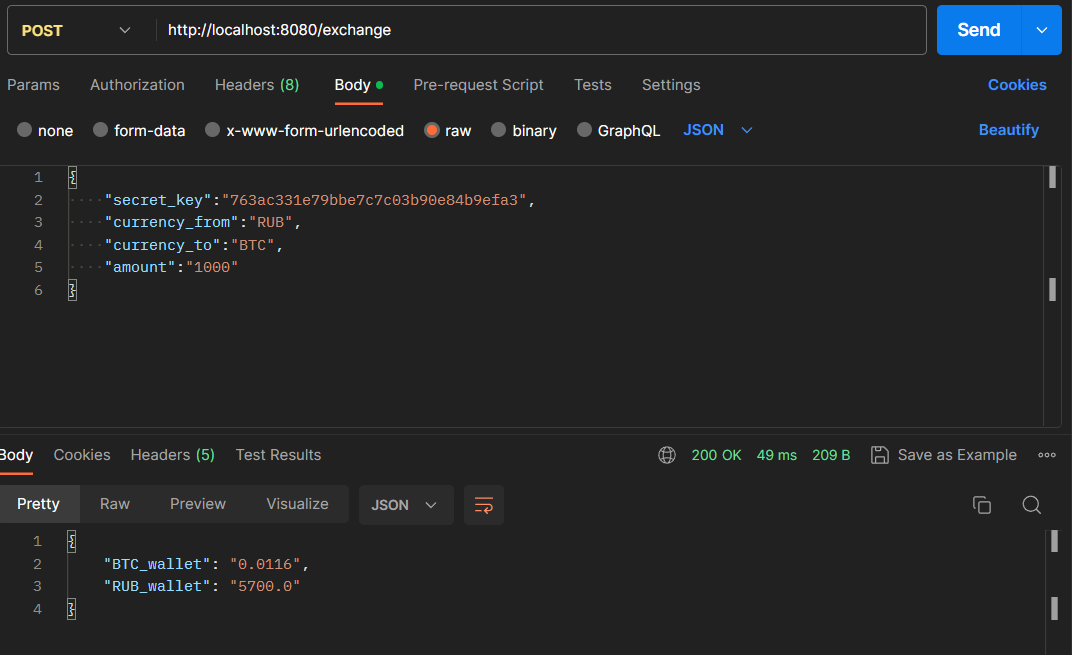 POST http://localhost:8080/exchange Send
Params Authorization Headers (8) Body Pre-request Script Tests Settings Cookies
none form-data x-www-form-urlencoded raw binary GraphQL JSON Beautify
1 {
2 "secret_key":"763ac331e79bbe7c7c03b90e84b9efa3",
3 "currency_from":"RUB",
4 "currency_to":"BTC",
5 "amount":"1000"
6 }
Body Cookies Headers (5) Test Results 200 OK 49 ms 209 B Save as Example
Pretty Raw Preview Visualize JSON
1 {
2 "BTC_wallet": "0.0116",
3 "RUB_wallet": "5700.0"
4 }